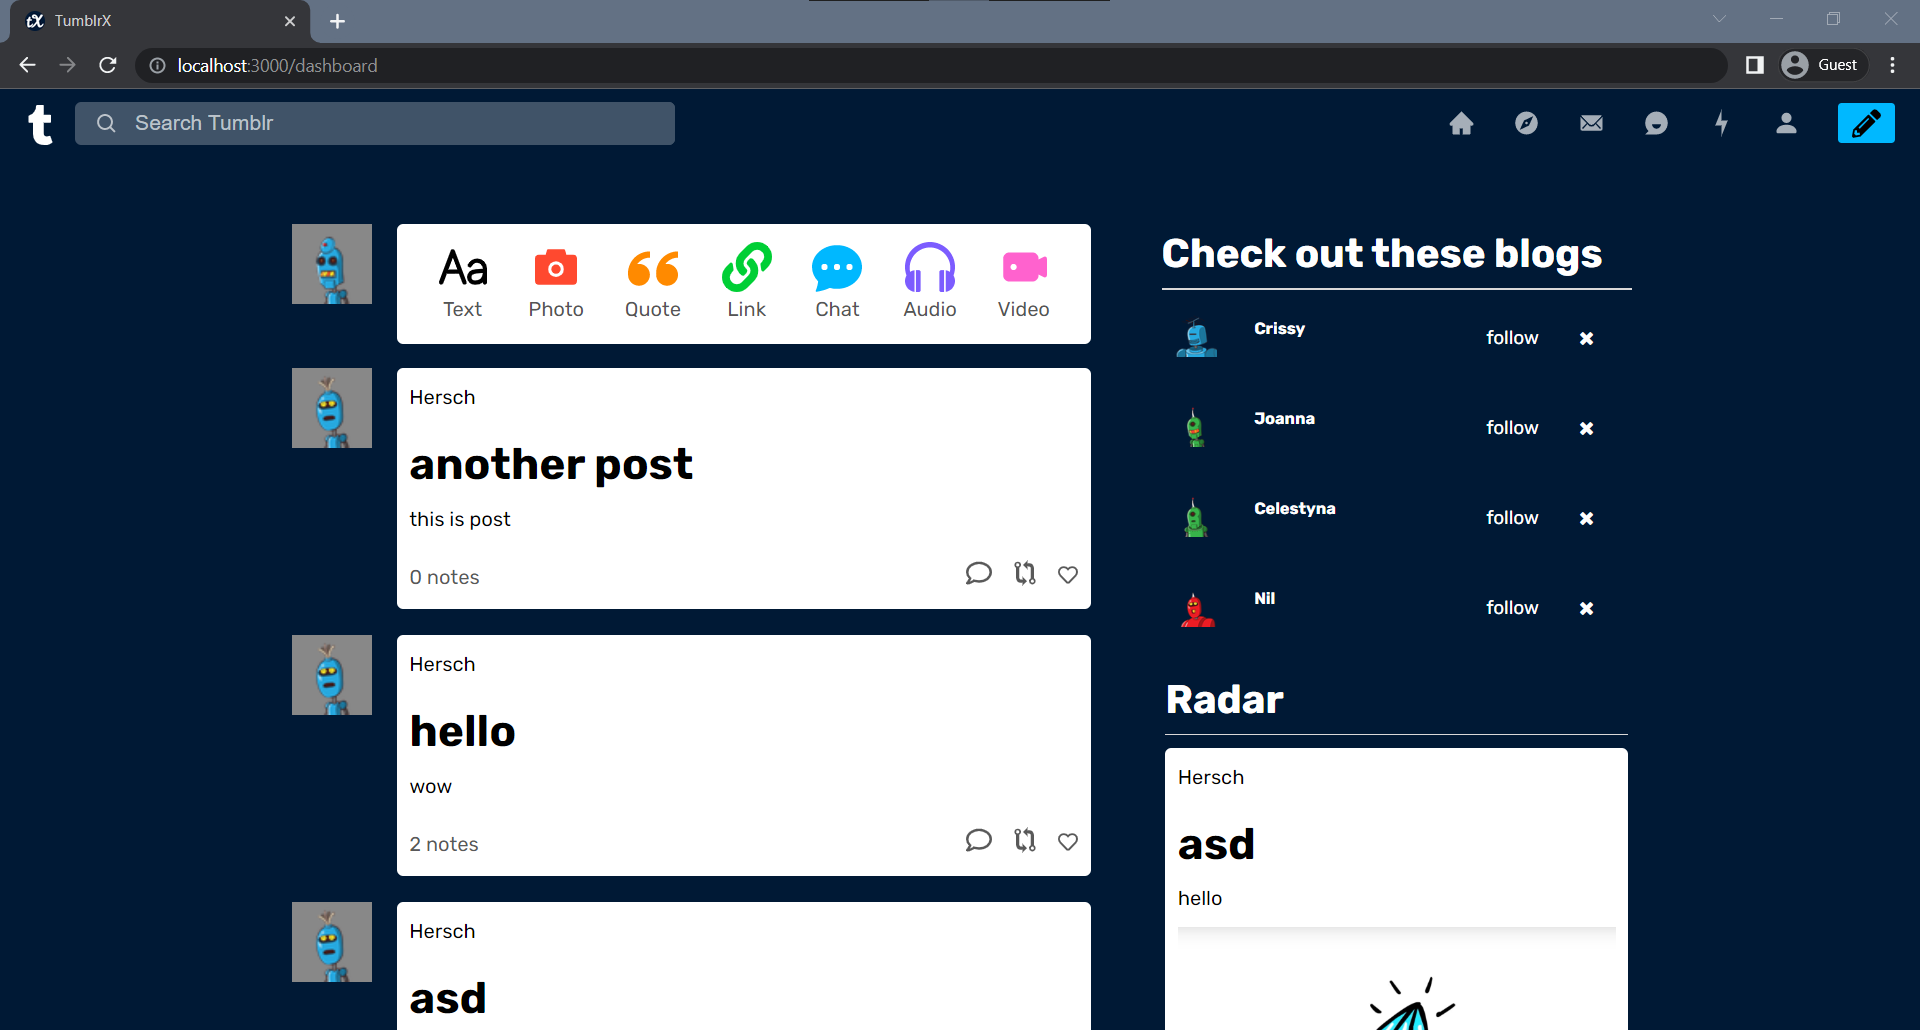 TumblrX
localhost:3000/dashboard
Guest
t
Search Tumblr
Aa
Text
Photo
Quote
Link
Chat
Audio
Video
Hersch
another post
this is post
0 notes
Hersch
hello
wow
2 notes
Hersch
asd
Check out these blogs
Crissy
follow
Joanna
follow
Celestyna
follow
Nil
follow
Radar
Hersch
asd
hello